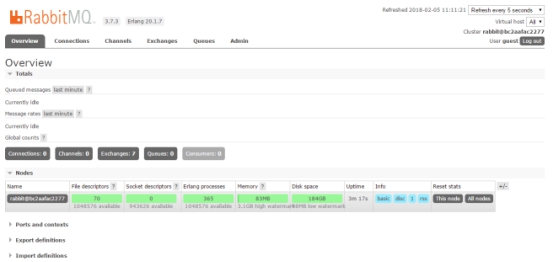 Refreshed 2018-02-05 11:11:21 Refresh every 5 seconds
RabbitMQ 3.7.3 Erlang 20.1.7
Virtual host All
Cluster rabbit@bc2aafac2277
User guest Log out
Overview Connections Channels Exchanges Queues Admin
Overview
Totals
Queued messages last minute ?
Currently idle
Message rates last minute ?
Currently idle
Global counts ?
Connections: 0 Channels: 0 Exchanges: 7 Queues: 0 Consumers: 0
Nodes
Name File descriptors ? Socket descriptors ? Erlang processes Memory ? Disk space Uptime Info Reset stats +/-
rabbit@bc2aafac2277 78 0 365 83MB 184GB 3m 17s basic disc 1 rss This node All nodes
1048576 available 943626 available 1048576 available high watermark low watermark
Ports and contexts
Export definitions
Import definitions